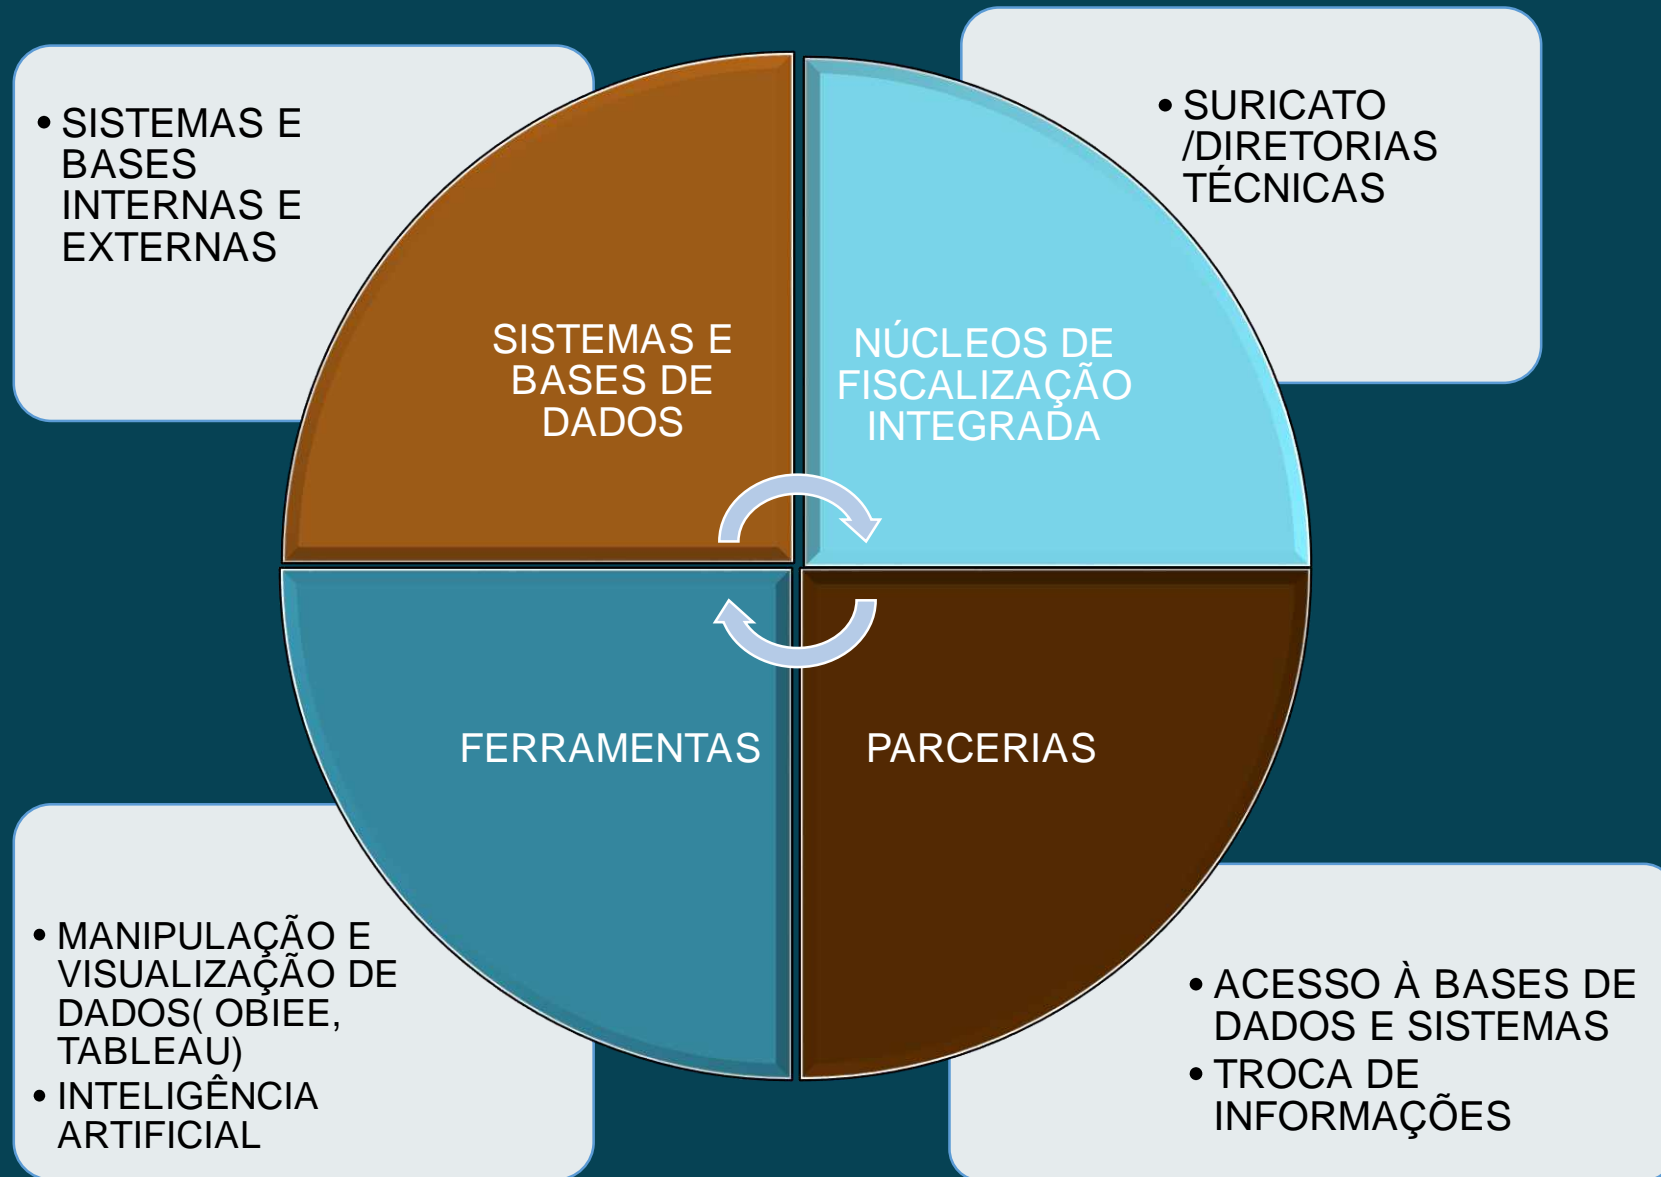 • SISTEMAS E
BASES
INTERNAS E
EXTERNAS
• SURICATO
/DIRETORIAS
TÉCNICAS
SISTEMAS E
BASES DE
DADOS
NÚCLEOS DE
FISCALIZAÇÃO
INTEGRADA
FERRAMENTAS
PARCERIAS
• MANIPULAÇÃO E
VISUALIZAÇÃO DE
DADOS( OBIEE,
TABLEAU)
• INTELIGÊNCIA
ARTIFICIAL
• ACESSO À BASES DE
DADOS E SISTEMAS
• TROCA DE
INFORMAÇÕES